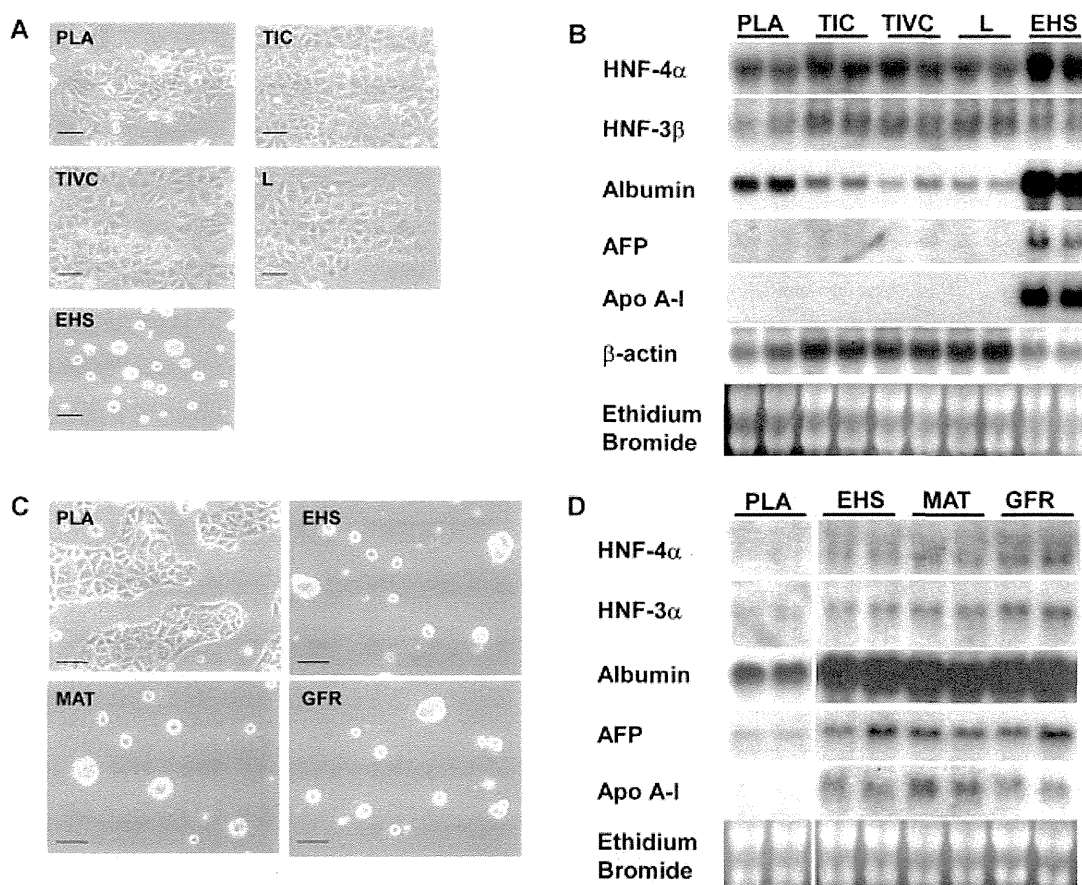 A
PLA
TIC
TIVC
L
EHS
B
PLA TIC TIVC L EHS
HNF-4α
HNF-3β
Albumin
AFP
Apo A-I
β-actin
Ethidium
Bromide
C
PLA
EHS
MAT
GFR
D
PLA EHS MAT GFR
HNF-4α
HNF-3α
Albumin
AFP
Apo A-I
Ethidium
Bromide